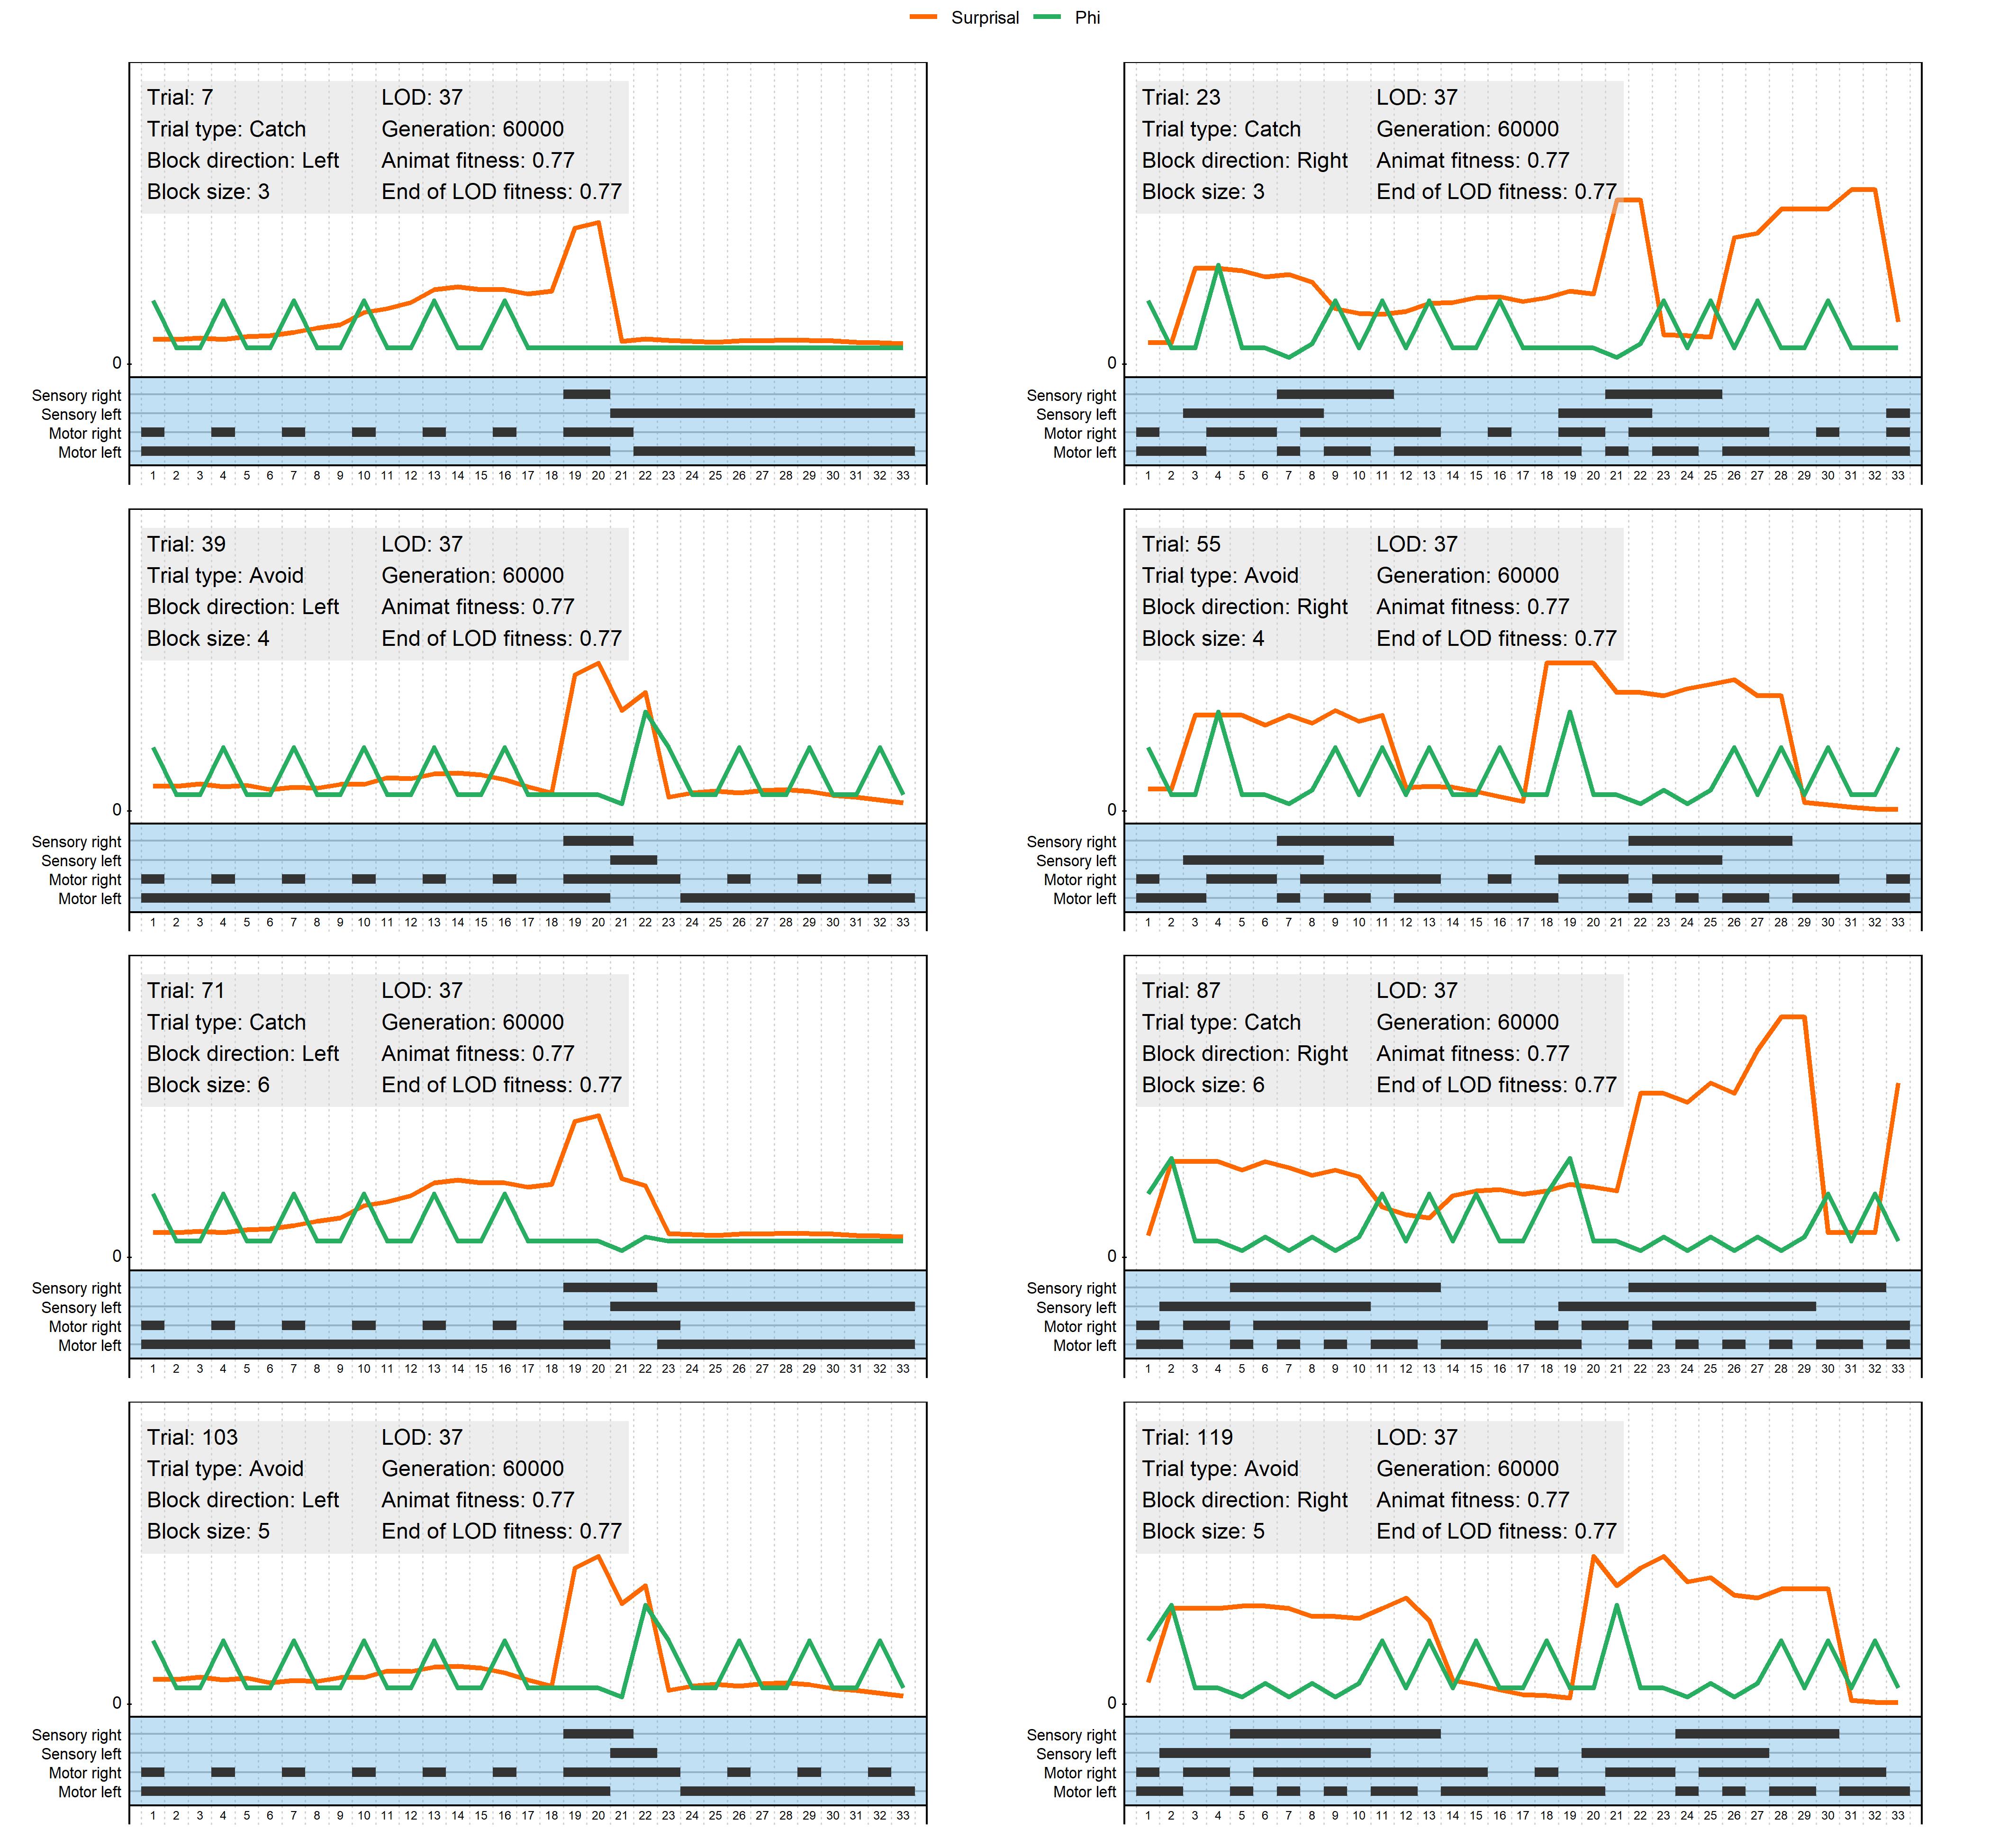 Surprisal Phi
Trial: 7 LOD: 37
Trial type: Catch Generation: 60000
Block direction: Left Animat fitness: 0.77
Block size: 3 End of LOD fitness: 0.77
0
Sensory right
Sensory left
Motor right
Motor left
1 2 3 4 5 6 7 8 9 10 11 12 13 14 15 16 17 18 19 20 21 22 23 24 25 26 27 28 29 30 31 32 33
Trial: 23 LOD: 37
Trial type: Catch Generation: 60000
Block direction: Right Animat fitness: 0.77
Block size: 3 End of LOD fitness: 0.77
0
Sensory right
Sensory left
Motor right
Motor left
1 2 3 4 5 6 7 8 9 10 11 12 13 14 15 16 17 18 19 20 21 22 23 24 25 26 27 28 29 30 31 32 33
Trial: 39 LOD: 37
Trial type: Avoid Generation: 60000
Block direction: Left Animat fitness: 0.77
Block size: 4 End of LOD fitness: 0.77
0
Sensory right
Sensory left
Motor right
Motor left
1 2 3 4 5 6 7 8 9 10 11 12 13 14 15 16 17 18 19 20 21 22 23 24 25 26 27 28 29 30 31 32 33
Trial: 55 LOD: 37
Trial type: Avoid Generation: 60000
Block direction: Right Animat fitness: 0.77
Block size: 4 End of LOD fitness: 0.77
0
Sensory right
Sensory left
Motor right
Motor left
1 2 3 4 5 6 7 8 9 10 11 12 13 14 15 16 17 18 19 20 21 22 23 24 25 26 27 28 29 30 31 32 33
Trial: 71 LOD: 37
Trial type: Catch Generation: 60000
Block direction: Left Animat fitness: 0.77
Block size: 6 End of LOD fitness: 0.77
0
Sensory right
Sensory left
Motor right
Motor left
1 2 3 4 5 6 7 8 9 10 11 12 13 14 15 16 17 18 19 20 21 22 23 24 25 26 27 28 29 30 31 32 33
Trial: 87 LOD: 37
Trial type: Catch Generation: 60000
Block direction: Right Animat fitness: 0.77
Block size: 6 End of LOD fitness: 0.77
0
Sensory right
Sensory left
Motor right
Motor left
1 2 3 4 5 6 7 8 9 10 11 12 13 14 15 16 17 18 19 20 21 22 23 24 25 26 27 28 29 30 31 32 33
Trial: 103 LOD: 37
Trial type: Avoid Generation: 60000
Block direction: Left Animat fitness: 0.77
Block size: 5 End of LOD fitness: 0.77
0
Sensory right
Sensory left
Motor right
Motor left
1 2 3 4 5 6 7 8 9 10 11 12 13 14 15 16 17 18 19 20 21 22 23 24 25 26 27 28 29 30 31 32 33
Trial: 119 LOD: 37
Trial type: Avoid Generation: 60000
Block direction: Right Animat fitness: 0.77
Block size: 5 End of LOD fitness: 0.77
0
Sensory right
Sensory left
Motor right
Motor left
1 2 3 4 5 6 7 8 9 10 11 12 13 14 15 16 17 18 19 20 21 22 23 24 25 26 27 28 29 30 31 32 33